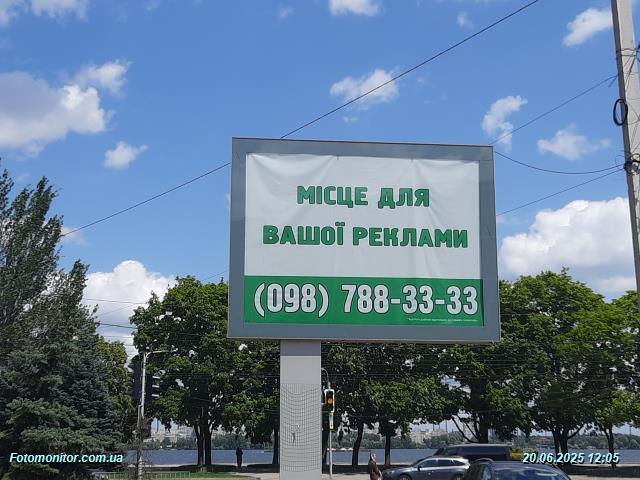 МІСЦЕ ДЛЯ
ВАШОЇ РЕКЛАМИ
(098) 788-33-33
Fotomonitor.com.ua
20.06.2025 12:05